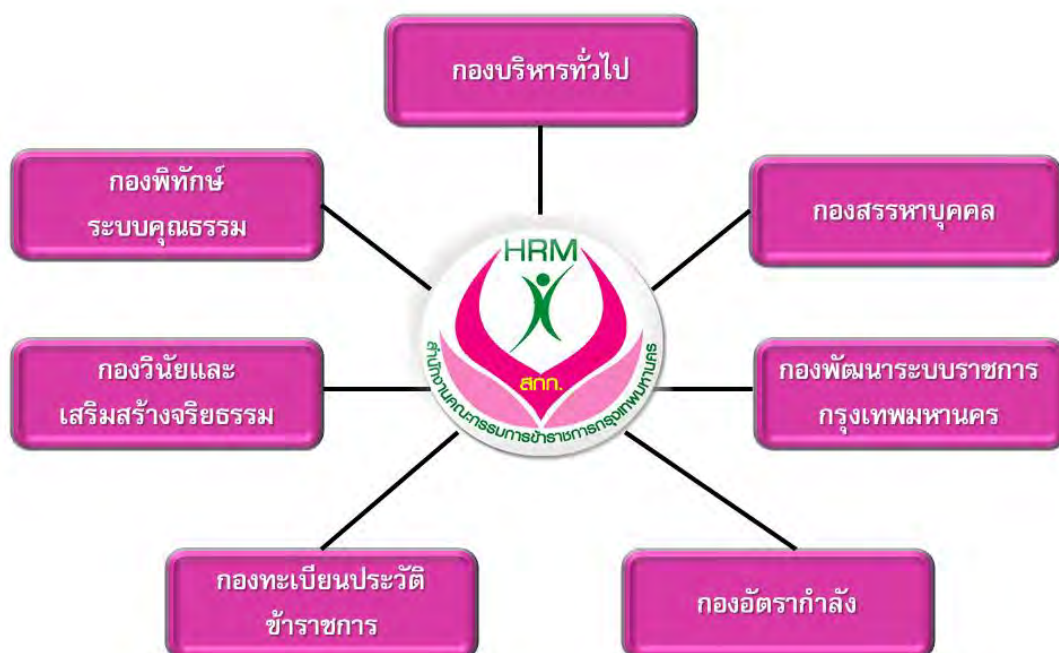 กองบริหารทั่วไป
กองพิทักษ์
ระบบคุณธรรม
กองสรรหาบุคคล
HRM
สกก.
สำนักงานคณะกรรมการข้าราชการกรุงเทพมหานคร
กองวินัยและ
เสริมสร้างจริยธรรม
กองพัฒนาระบบราชการ
กรุงเทพมหานคร
กองทะเบียนประวัติ
ข้าราชการ
กองอัตรากำลัง